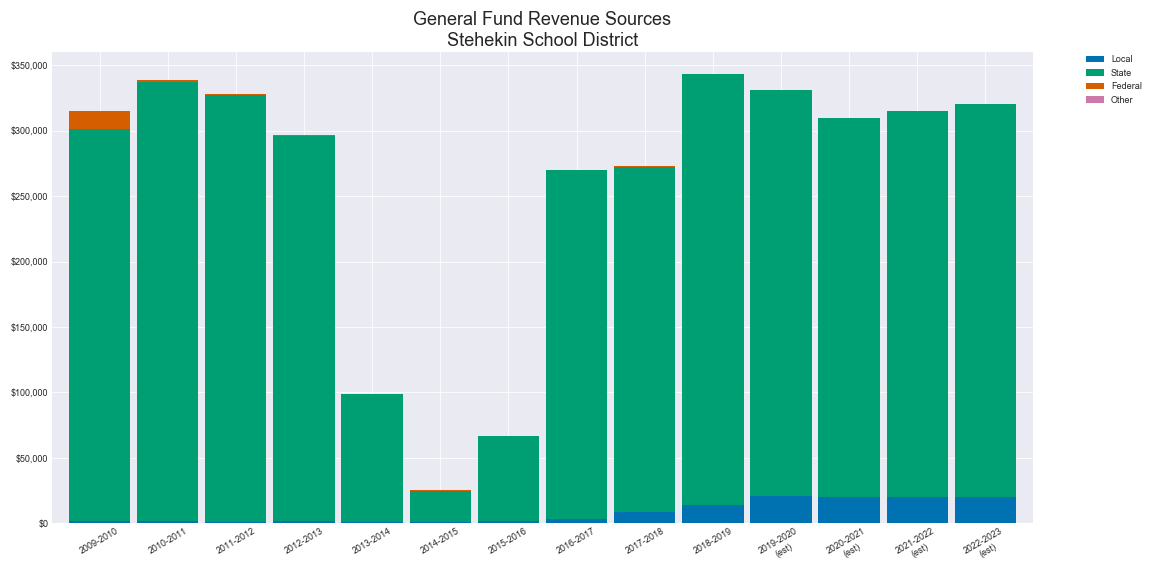 General Fund Revenue Sources
Stehekin School District
Local
State
Federal
Other
$350,000
$300,000
$250,000
$200,000
$150,000
$100,000
$50,000
$0
2009-2010
2010-2011
2011-2012
2012-2013
2013-2014
2014-2015
2015-2016
2016-2017
2017-2018
2018-2019
2019-2020
(est)
2020-2021
(est)
2021-2022
(est)
2022-2023
(est)